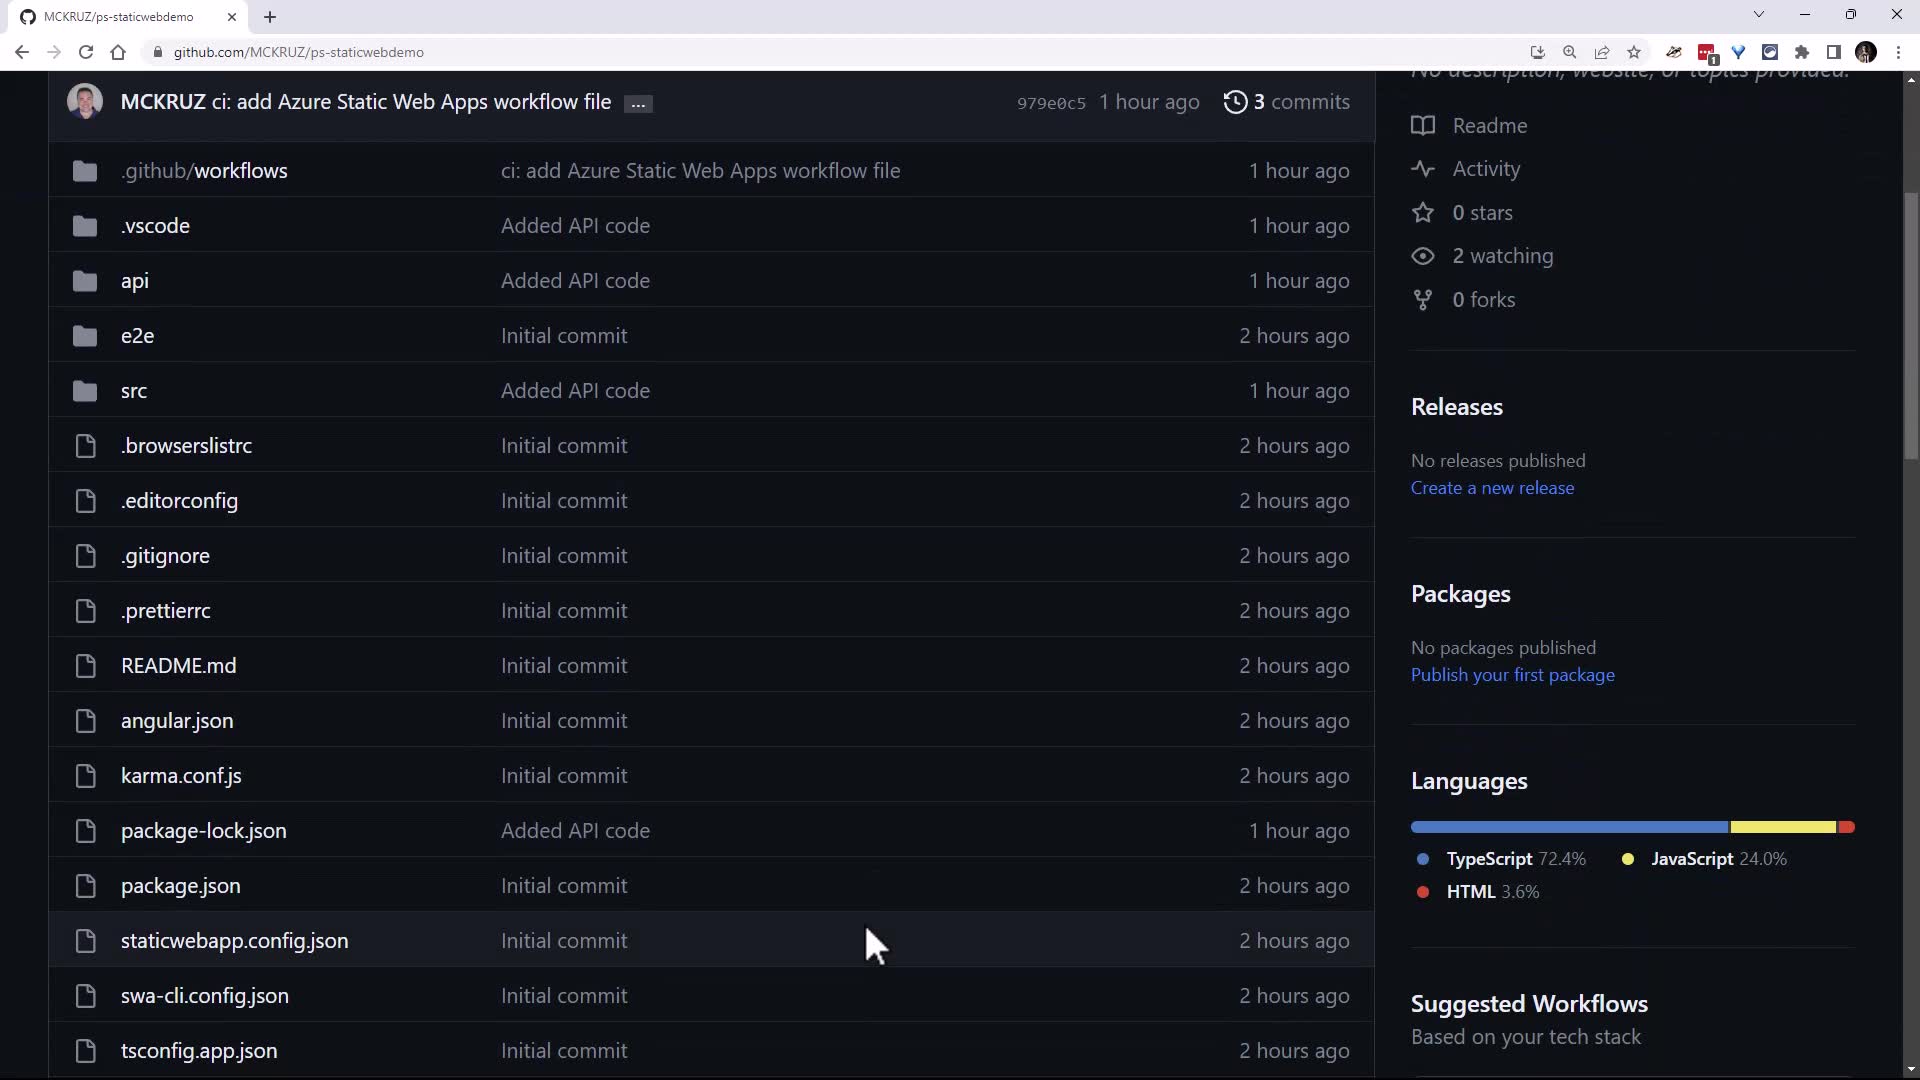 MCKRUZ/ps-staticwebdemo
github.com/MCKRUZ/ps-staticwebdemo
1
MCKRUZ ci: add Azure Static Web Apps workflow file ... 979e0c5 1 hour ago 3 commits
.github/workflows ci: add Azure Static Web Apps workflow file 1 hour ago
.vscode Added API code 1 hour ago
api Added API code 1 hour ago
e2e Initial commit 2 hours ago
src Added API code 1 hour ago
.browserslistrc Initial commit 2 hours ago
.editorconfig Initial commit 2 hours ago
.gitignore Initial commit 2 hours ago
.prettierrc Initial commit 2 hours ago
README.md Initial commit 2 hours ago
angular.json Initial commit 2 hours ago
karma.conf.js Initial commit 2 hours ago
package-lock.json Added API code 1 hour ago
package.json Initial commit 2 hours ago
staticwebapp.config.json Initial commit 2 hours ago
swa-cli.config.json Initial commit 2 hours ago
tsconfig.app.json Initial commit 2 hours ago
No description, website, or topics provided.
Readme
Activity
0 stars
2 watching
0 forks
Releases
No releases published
Create a new release
Packages
No packages published
Publish your first package
Languages
TypeScript 72.4% JavaScript 24.0%
HTML 3.6%
Suggested Workflows
Based on your tech stack